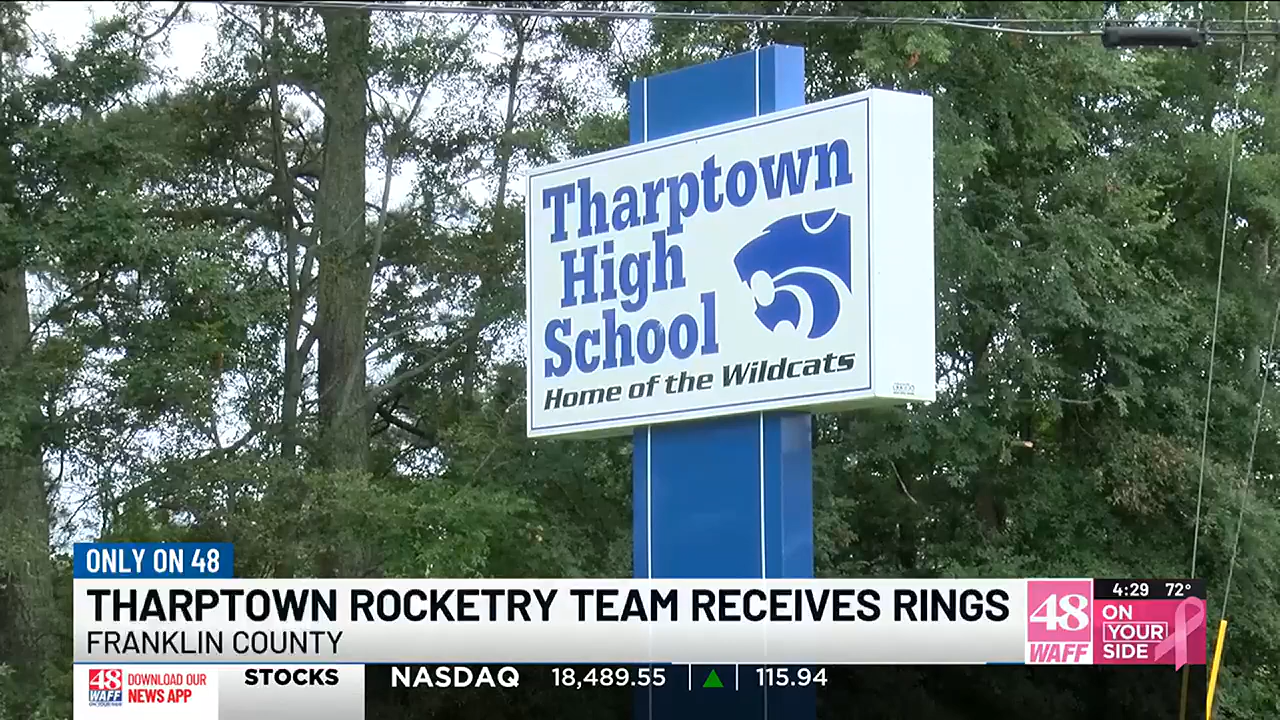 Tharptown
High
School
Home of the Wildcats
ONLY ON 48
THARPTOWN ROCKETRY TEAM RECEIVES RINGS
FRANKLIN COUNTY
48
WAFF
4:29 72°
ON
YOUR
SIDE
48
WAFF
DOWNLOAD OUR
NEWS APP
STOCKS
NASDAQ 18,489.55 115.94